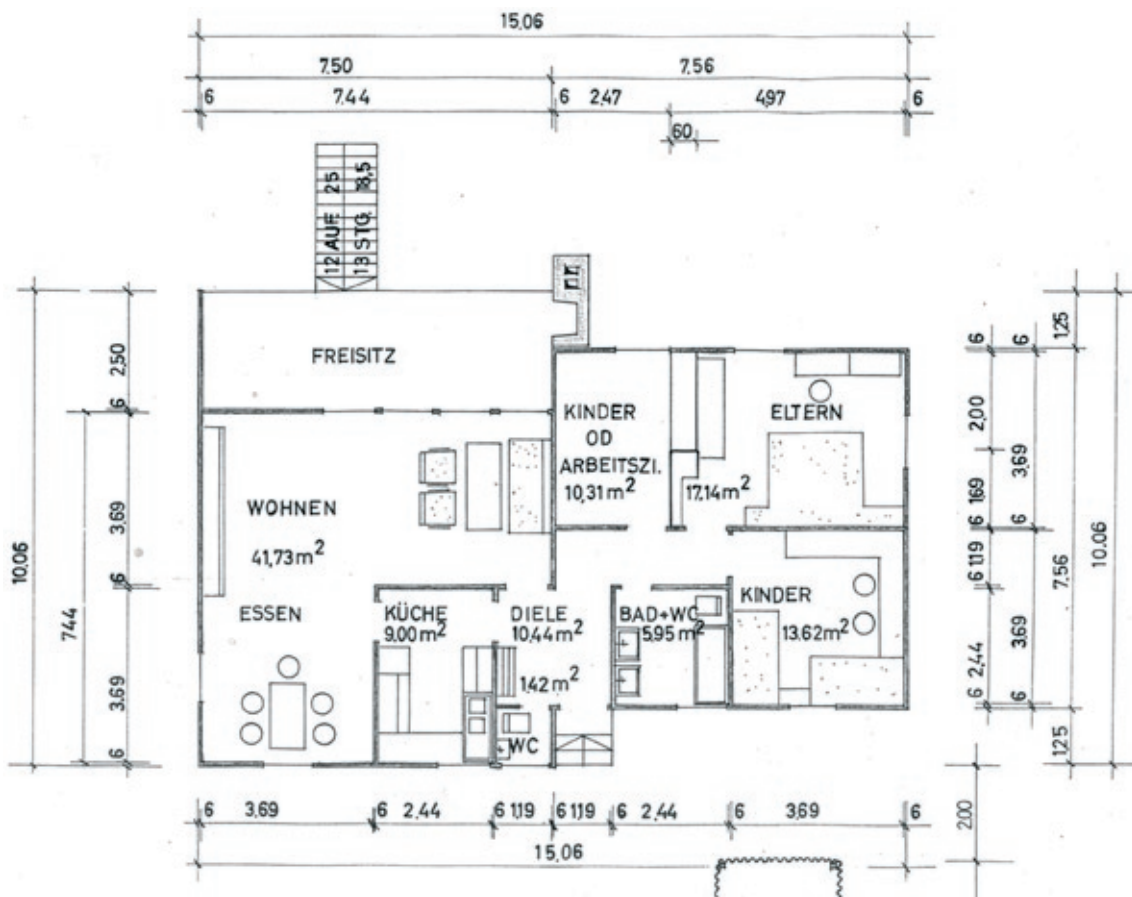 15,06
7,50 7,56
6 7,44 6 2,47 4,97 6
60
12 AUF. 25
13 STG. 18,5
FREISITZ
KINDER
OD
ARBEITSZI.
10,31 m²
ELTERN
17,14 m²
WOHNEN
41,73 m²
ESSEN
KÜCHE
9,00 m²
DIELE
10,44 m²
1,42 m²
BAD+WC
5,95 m²
KINDER
13,62 m²
WC
10,06
744
2,50
6
3,69
6
3,69
6
6
2,00
1,69
6
1,19
6
2,44
6
6
3,69
6
3,69
6
1,25
7,56
1,25
10,06
2,00
6 3,69 6 2,44 6 1,19 6 1,19 6 2,44 6 3,69 6
15,06